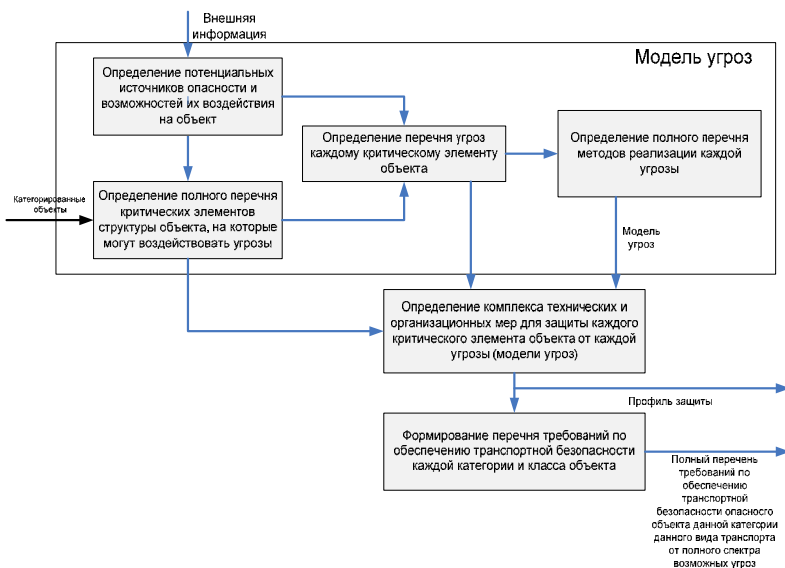 Внешняя
информация
Модель угроз
Определение потенциальных
источников опасности и
возможностей их воздействия
на объект
Определение перечня угроз
каждому критическому элементу
объекта
Определение полного перечня
методов реализации каждой
угрозы
Категорированные
объекты
Определение полного перечня
критических элементов
структуры объекта, на которые
могут воздействовать угрозы
Модель
угроз
Определение комплекса технических и
организационных мер для защиты каждого
критического элемента объекта от каждой
угрозы (модели угроз)
Профиль защиты
Формирование перечня требований по
обеспечению транспортной безопасности
каждой категории и класса объекта
Полный перечень
требований по
обеспечению
транспортной
безопасности опасного
объекта данной категории
данного вида транспорта
от полного спектра
возможных угроз